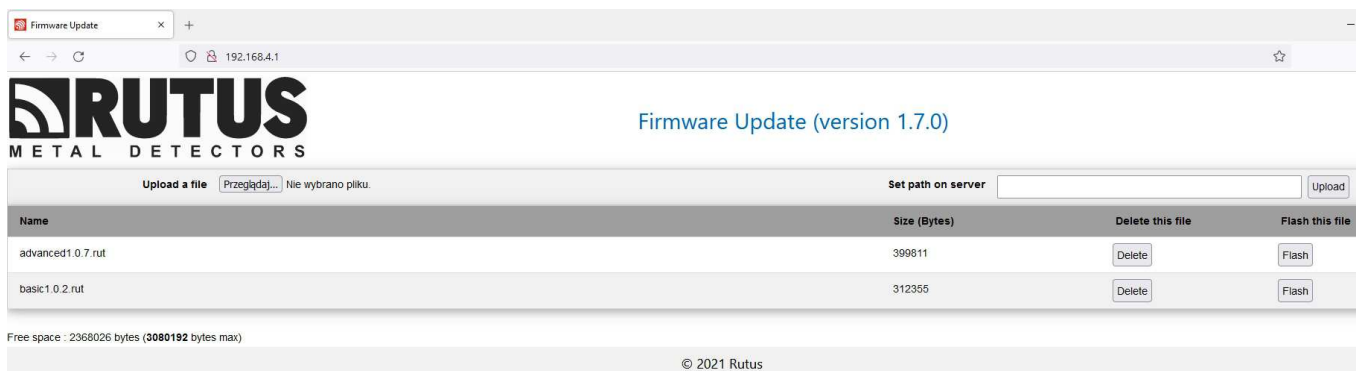 Firmware Update
192.168.4.1
RUTUS
METAL DETECTORS
Firmware Update (version 1.7.0)
Upload a file Przeglądaj... Nie wybrano pliku. Set path on server Upload
Name Size (Bytes) Delete this file Flash this file
advanced1.0.7.rut 399811 Delete Flash
basic1.0.2.rut 312355 Delete Flash
Free space : 2368026 bytes (3080192 bytes max)
© 2021 Rutus